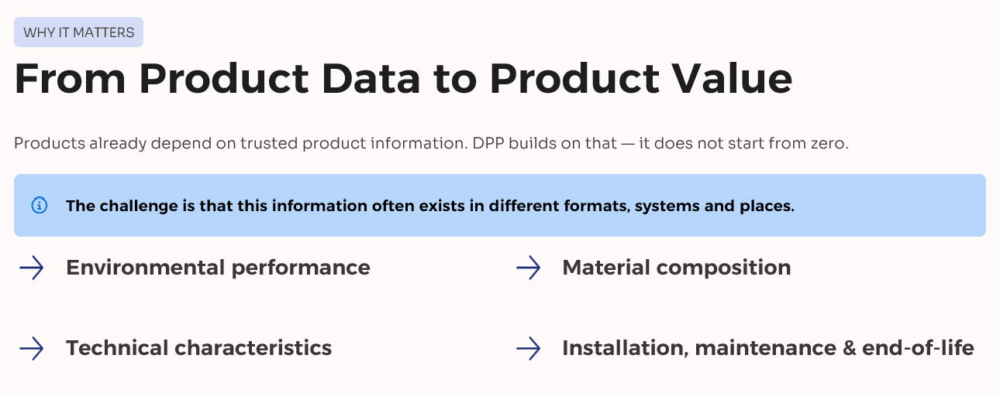 WHY IT MATTERS
From Product Data to Product Value
Products already depend on trusted product information. DPP builds on that — it does not start from zero.
The challenge is that this information often exists in different formats, systems and places.
Environmental performance
Material composition
Technical characteristics
Installation, maintenance & end-of-life